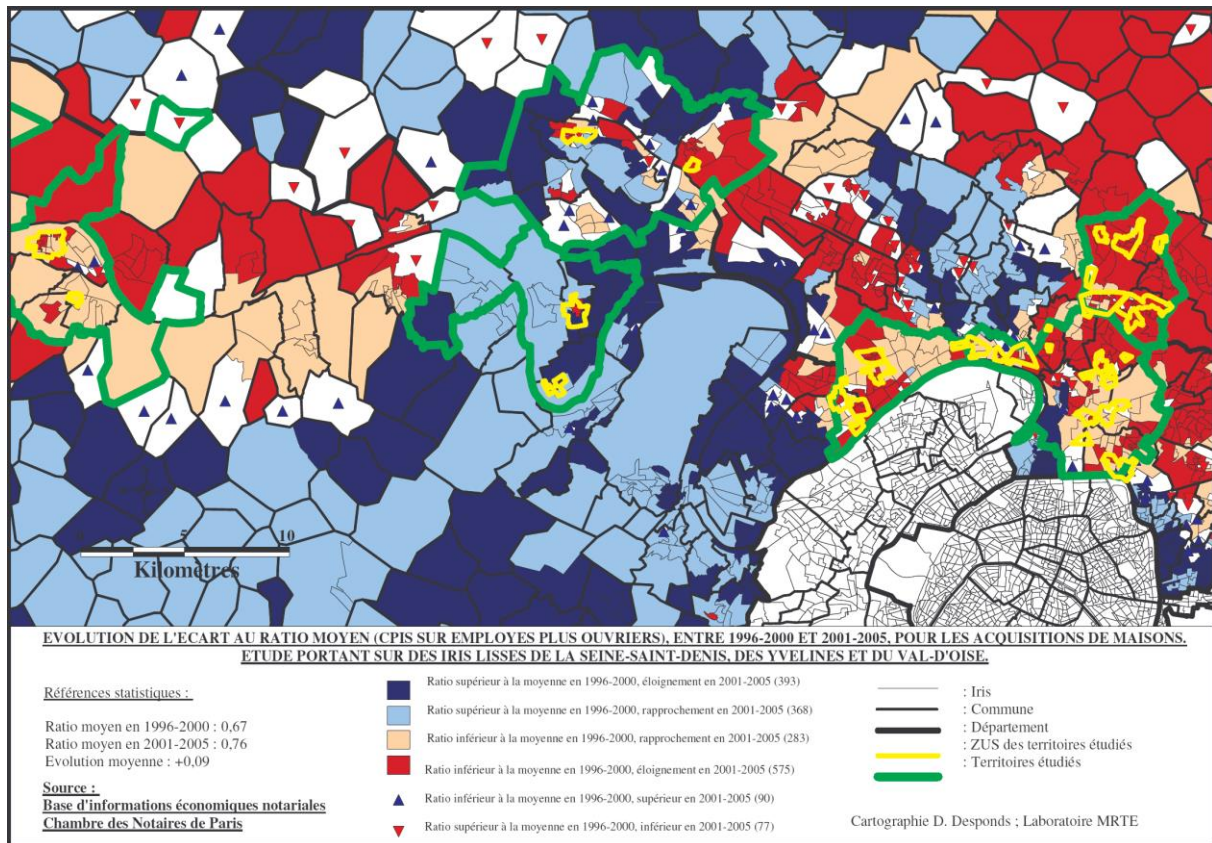 5
10
Kilomètres
EVOLUTION DE L'ECART AU RATIO MOYEN (CPIS SUR EMPLOYES PLUS OUVRIERS), ENTRE 1996-2000 ET 2001-2005, POUR LES ACQUISITIONS DE MAISONS.
ETUDE PORTANT SUR DES IRIS LISSES DE LA SEINE-SAINT-DENIS, DES YVELINES ET DU VAL-D'OISE.
Références statistiques :
Ratio moyen en 1996-2000 : 0,67
Ratio moyen en 2001-2005 : 0,76
Evolution moyenne : +0,09
Source :
Base d'informations économiques notariales
Chambre des Notaires de Paris
Ratio supérieur à la moyenne en 1996-2000, éloignement en 2001-2005 (393)
Ratio supérieur à la moyenne en 1996-2000, rapprochement en 2001-2005 (368)
Ratio inférieur à la moyenne en 1996-2000, rapprochement en 2001-2005 (283)
Ratio inférieur à la moyenne en 1996-2000, éloignement en 2001-2005 (575)
Ratio inférieur à la moyenne en 1996-2000, supérieur en 2001-2005 (90)
Ratio supérieur à la moyenne en 1996-2000, inférieur en 2001-2005 (77)
: Iris
: Commune
: Département
: ZUS des territoires étudiés
: Territoires étudiés
Cartographie D. Desponds ; Laboratoire MRTE